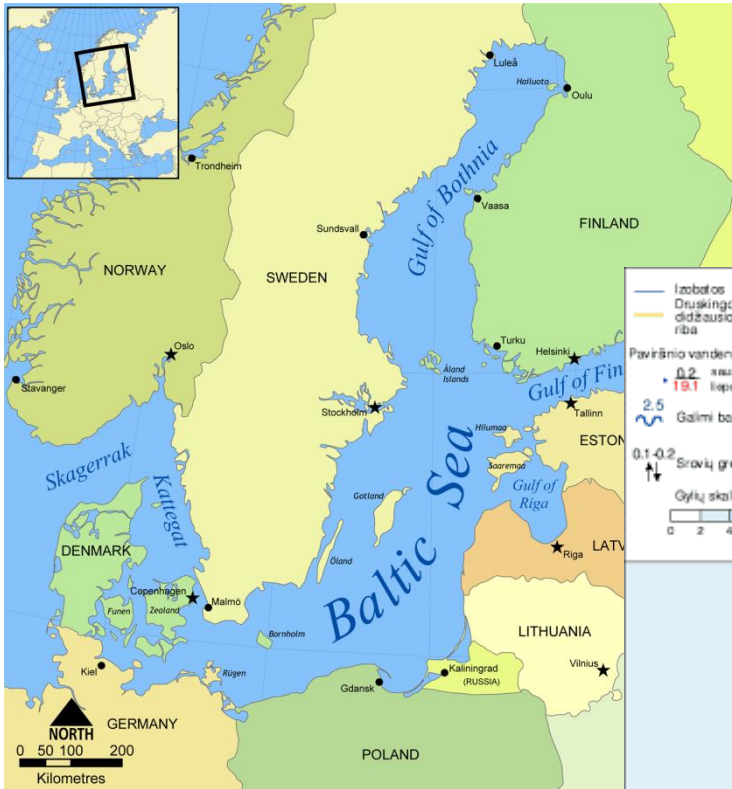 Luleå
Hailuoto
Oulu
Trondheim
Gulf of Bothnia
Vaasa
Sundsvall
FINLAND
NORWAY
SWEDEN
Izobatos
Druskingo
didžiausio
riba
Oslo
Turku
Helsinki
Paviršinio vandens
0.2
19.1 liep
Stavanger
Åland
Islands
Gulf of Fin
Stockholm
Tallinn
2.5
Galimi ba
Hiiumaa
ESTON
Skagerrak
Kattegat
Baltic Sea
Saaremaa
0.1-0.2
Srovių gre
Gotland
Gulf of
Riga
Gylių skal
0 2 4
DENMARK
Öland
Riga
LATV
Copenhagen
Malmö
Funen
Zealand
Bornholm
LITHUANIA
Kiel
Rügen
Gdansk
Kaliningrad
(RUSSIA)
Vilnius
NORTH
GERMANY
POLAND
0 50 100 200
Kilometres